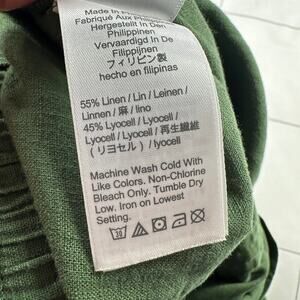 Made In
Fabriqué Aux
Hergestellt In Den
Philippinen
Vervaardigd In De
Filippijnen
フィリピン製
hecho en filipinas
55% Linen / Lin / Leinen /
Linnen / 麻 / lino
45% Lyocell / Lyocell /
Lyocell / Lyocell / 再生繊維
(リヨセル) / lyocell
Machine Wash Cold With
Like Colors. Non-Chlorine
Bleach Only. Tumble Dry
Low. Iron on Lowest
Setting.
30